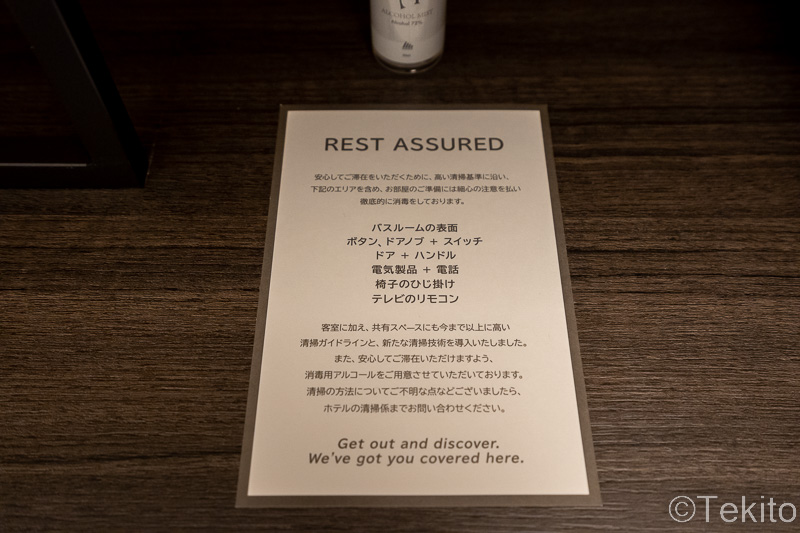 ALCOHOL MIST
Alcohol 78%
REST ASSURED
安心してご滞在をいただくために、高い清掃基準に沿い、
下記のエリアを含め、お部屋のご準備には細心の注意を払い
徹底的に消毒をしております。
バスルームの表面
ボタン、ドアノブ + スイッチ
ドア + ハンドル
電気製品 + 電話
椅子のひじ掛け
テレビのリモコン
客室に加え、共有スペースにも今まで以上に高い
清掃ガイドラインと、新たな清掃技術を導入いたしました。
また、安心してご滞在いただけますよう、
消毒用アルコールをご用意させていただいております。
清掃の方法についてご不明な点などございましたら、
ホテルの清掃係までお問い合わせください。
Get out and discover.
We've got you covered here.
©Tekito